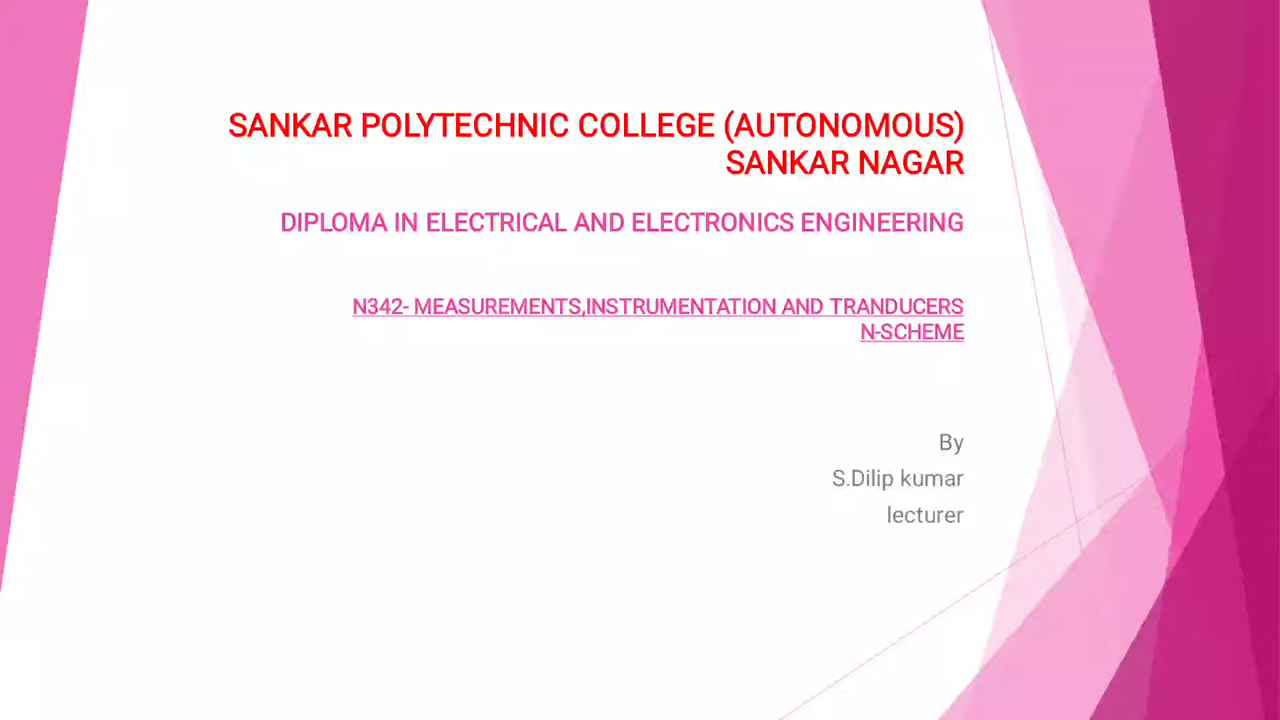 SANKAR POLYTECHNIC COLLEGE (AUTONOMOUS)
SANKAR NAGAR
DIPLOMA IN ELECTRICAL AND ELECTRONICS ENGINEERING
N342- MEASUREMENTS,INSTRUMENTATION AND TRANDUCERS
N-SCHEME
By
S.Dilip kumar
lecturer